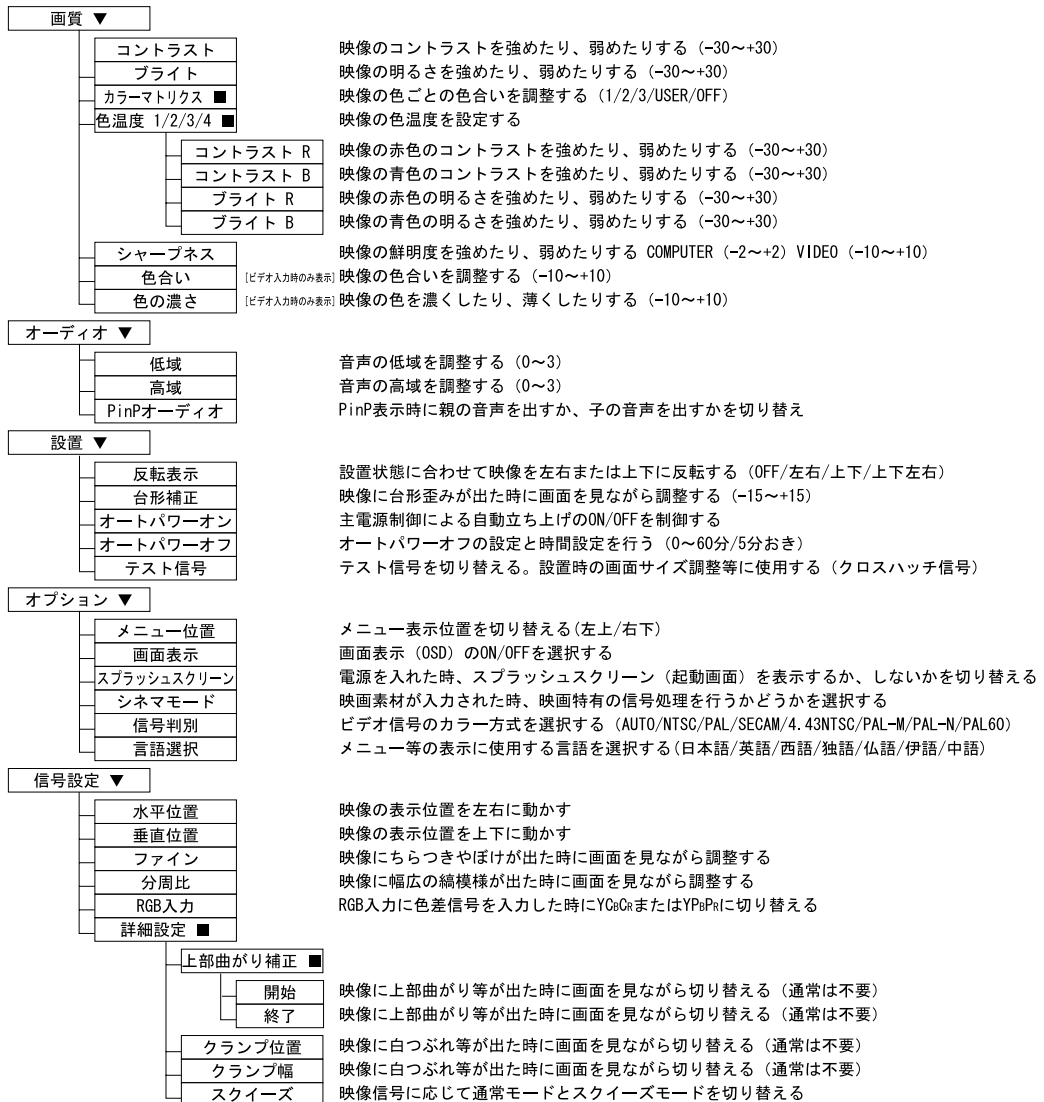 画質 ▼
コントラスト 映像のコントラストを強めたり、弱めたりする (-30～+30)
ブライト 映像の明るさを強めたり、弱めたりする (-30～+30)
カラーマトリクス ■ 映像の色ごとの色合いを調整する (1/2/3/USER/OFF)
色温度 1/2/3/4 ■ 映像の色温度を設定する
コントラスト R 映像の赤色のコントラストを強めたり、弱めたりする (-30～+30)
コントラスト B 映像の青色のコントラストを強めたり、弱めたりする (-30～+30)
ブライト R 映像の赤色の明るさを強めたり、弱めたりする (-30～+30)
ブライト B 映像の青色の明るさを強めたり、弱めたりする (-30～+30)
シャープネス 映像の鮮明度を強めたり、弱めたりする COMPUTER (-2～+2) VIDEO (-10～+10)
色合い [ビデオ入力時のみ表示] 映像の色合いを調整する (-10～+10)
色の濃さ [ビデオ入力時のみ表示] 映像の色を濃くしたり、薄くしたりする (-10～+10)
オーディオ ▼
低域 音声の低域を調整する (0～3)
高域 音声の高域を調整する (0～3)
PinPオーディオ PinP表示時に親の音声を出すか、子の音声を出すかを切り替え
設置 ▼
反転表示 設置状態に合わせて映像を左右または上下に反転する (OFF/左右/上下/上下左右)
台形補正 映像に台形歪みが出た時に画面を見ながら調整する (-15～+15)
オートパワーオン 主電源制御による自動立ち上げのON/OFFを制御する
オートパワーオフ オートパワーオフの設定と時間設定を行う (0～60分/5分おき)
テスト信号 テスト信号を切り替える。設置時の画面サイズ調整等に使用する (クロスハッチ信号)
オプション ▼
メニュー位置 メニュー表示位置を切り替える(左上/右下)
画面表示 画面表示 (OSD) のON/OFFを選択する
スプラッシュスクリーン 電源を入れた時、スプラッシュスクリーン (起動画面) を表示するか、しないかを切り替える
シネマモード 映画素材が入力された時、映画特有の信号処理を行うかどうかを選択する
信号判別 ビデオ信号のカラー方式を選択する (AUTO/NTSC/PAL/SECAM/4.43NTSC/PAL-M/PAL-N/PAL60)
言語選択 メニュー等の表示に使用する言語を選択する(日本語/英語/西語/独語/仏語/伊語/中語)
信号設定 ▼
水平位置 映像の表示位置を左右に動かす
垂直位置 映像の表示位置を上下に動かす
ファイン 映像にちらつきやぼけが出た時に画面を見ながら調整する
分周比 映像に幅広の縞模様が出た時に画面を見ながら調整する
RGB入力 RGB入力に色差信号を入力した時にYCBCRまたはYPBPRに切り替える
詳細設定 ■
上部曲がり補正 ■
開始 映像に上部曲がり等が出た時に画面を見ながら切り替える (通常は不要)
終了 映像に上部曲がり等が出た時に画面を見ながら切り替える (通常は不要)
クランプ位置 映像に白つぶれ等が出た時に画面を見ながら切り替える (通常は不要)
クランプ幅 映像に白つぶれ等が出た時に画面を見ながら切り替える (通常は不要)
スクイーズ 映像信号に応じて通常モードとスクイーズモードを切り替える